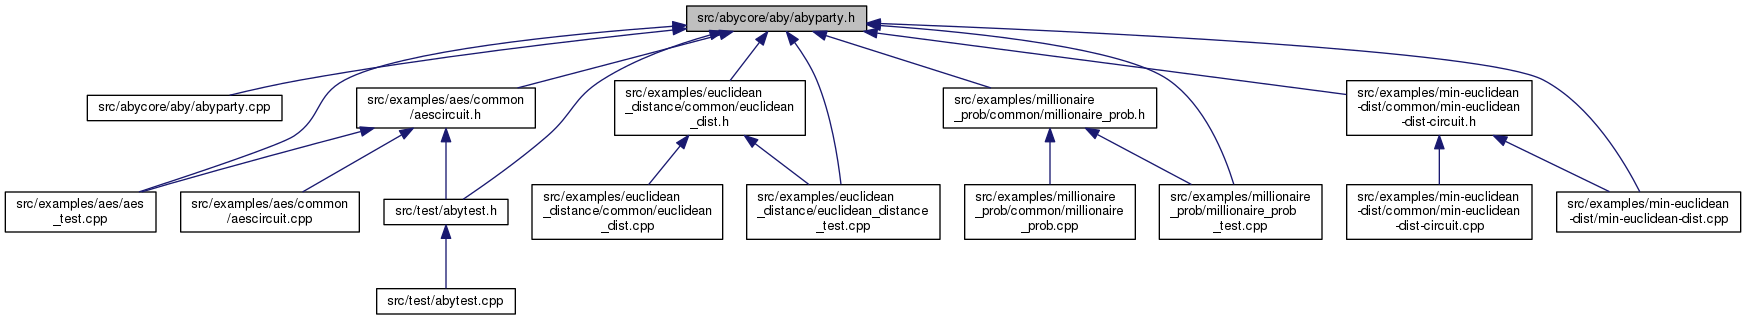 src/abycore/aby/abyparty.h
src/abycore/aby/abyparty.cpp
src/examples/aes/common
/aescircuit.h
src/examples/euclidean
_distance/common/euclidean
_dist.h
src/examples/millionaire
_prob/common/millionaire_prob.h
src/examples/min-euclidean
-dist/common/min-euclidean
-dist-circuit.h
src/examples/aes/aes
_test.cpp
src/examples/aes/common
/aescircuit.cpp
src/test/abytest.h
src/examples/euclidean
_distance/common/euclidean
_dist.cpp
src/examples/euclidean
_distance/euclidean_distance
_test.cpp
src/examples/millionaire
_prob/common/millionaire
_prob.cpp
src/examples/millionaire
_prob/millionaire_prob
_test.cpp
src/examples/min-euclidean
-dist/common/min-euclidean
-dist-circuit.cpp
src/examples/min-euclidean
-dist/min-euclidean-dist.cpp
src/test/abytest.cpp